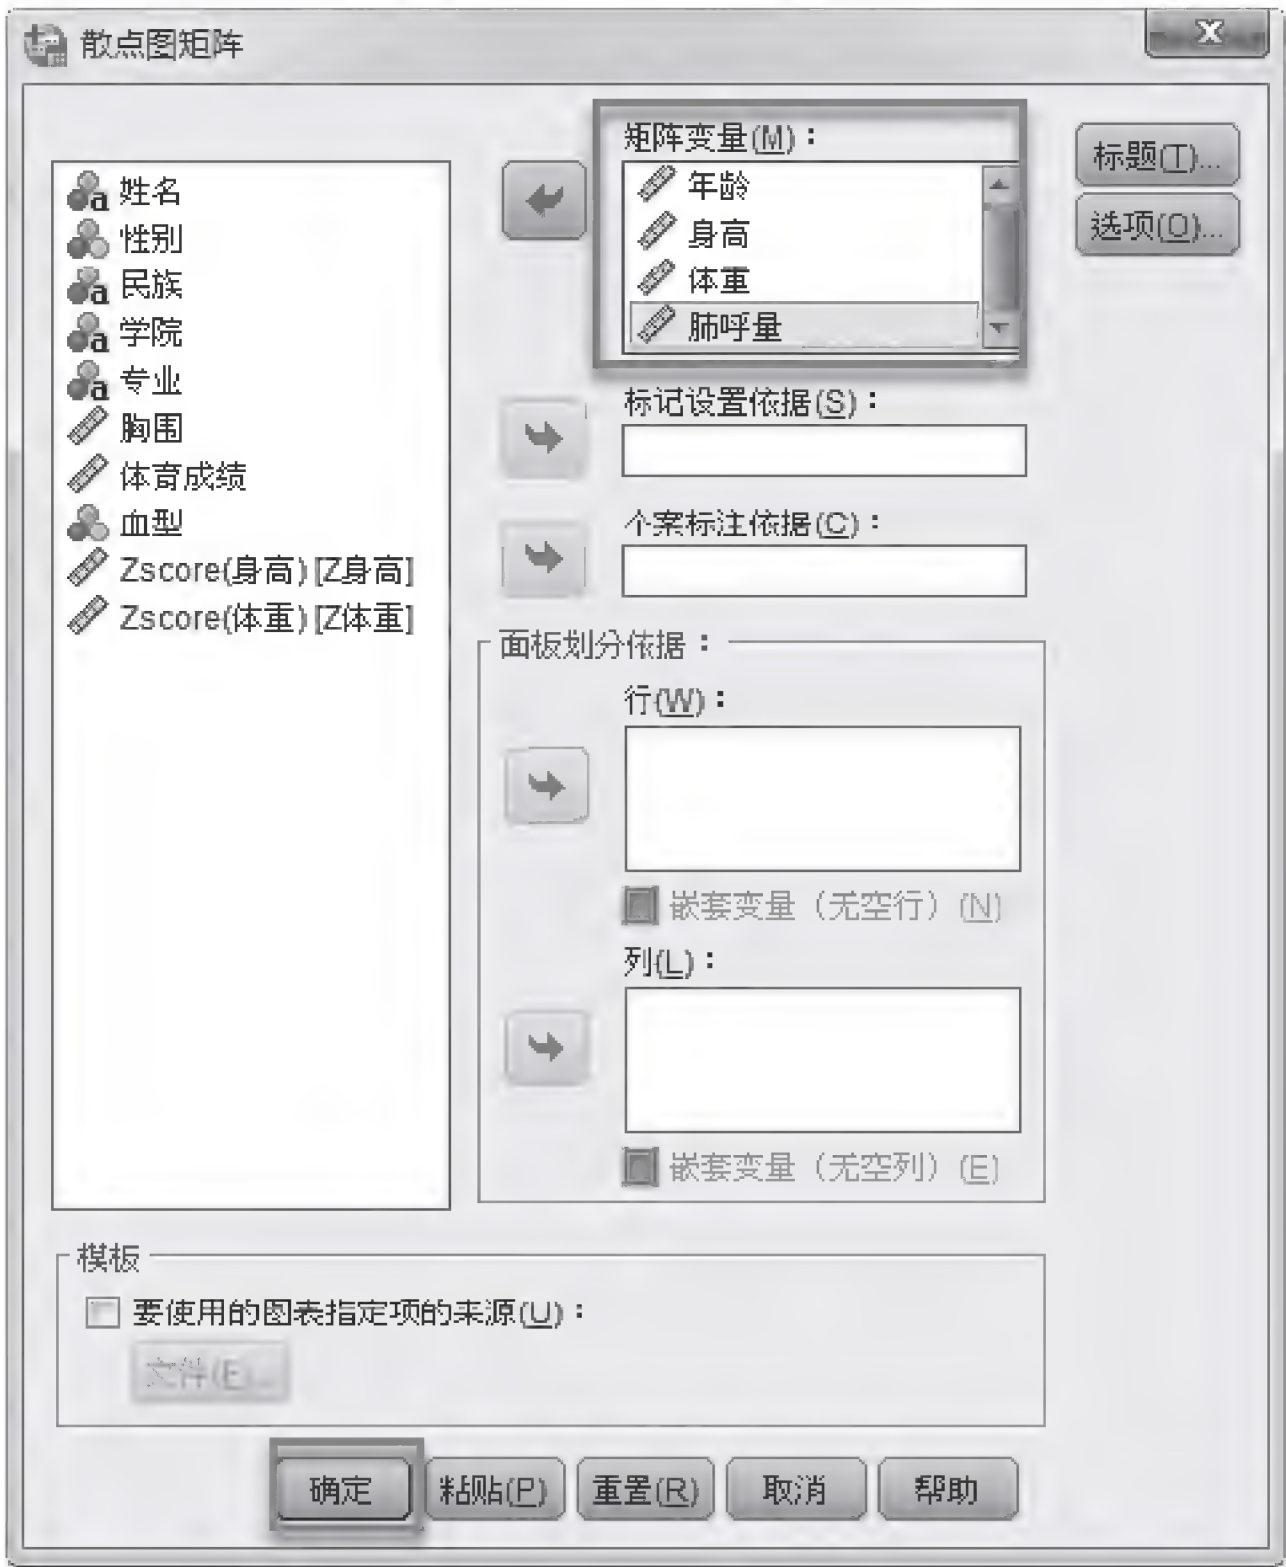 散点图矩阵
矩阵变量(M)：
年龄
身高
体重
肺呼量
标题(T)...
选项(O)...
姓名
性别
民族
学院
专业
胸围
体育成绩
血型
Zscore(身高) [Z身高]
Zscore(体重) [Z体重]
标记设置依据(S)：
个案标注依据(C)：
面板划分依据：
行(W)：
嵌套变量（无空行）(N)
列(L)：
嵌套变量（无空列）(E)
模板
要使用的图表指定项的来源(U)：
文件(F)...
确定
粘贴(P)
重置(R)
取消
帮助